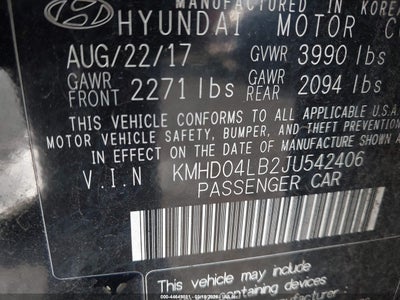 MANUFACTURED IN KOREA
HYUNDAI MOTOR CO
AUG/22/17 GVWR 3990 lbs
GAWR FRONT 2271 lbs GAWR REAR 2094 lbs
THIS VEHICLE CONFORMS TO ALL APPLICABLE U.S.A
MOTOR VEHICLE SAFETY, BUMPER, AND THEFT PREVENTION
IN EFFECT ON THE DATE OF MANUFACTURE
V.I.N KMHD04LB2JU542406
PASSENGER CAR
This vehicle may
containing devices